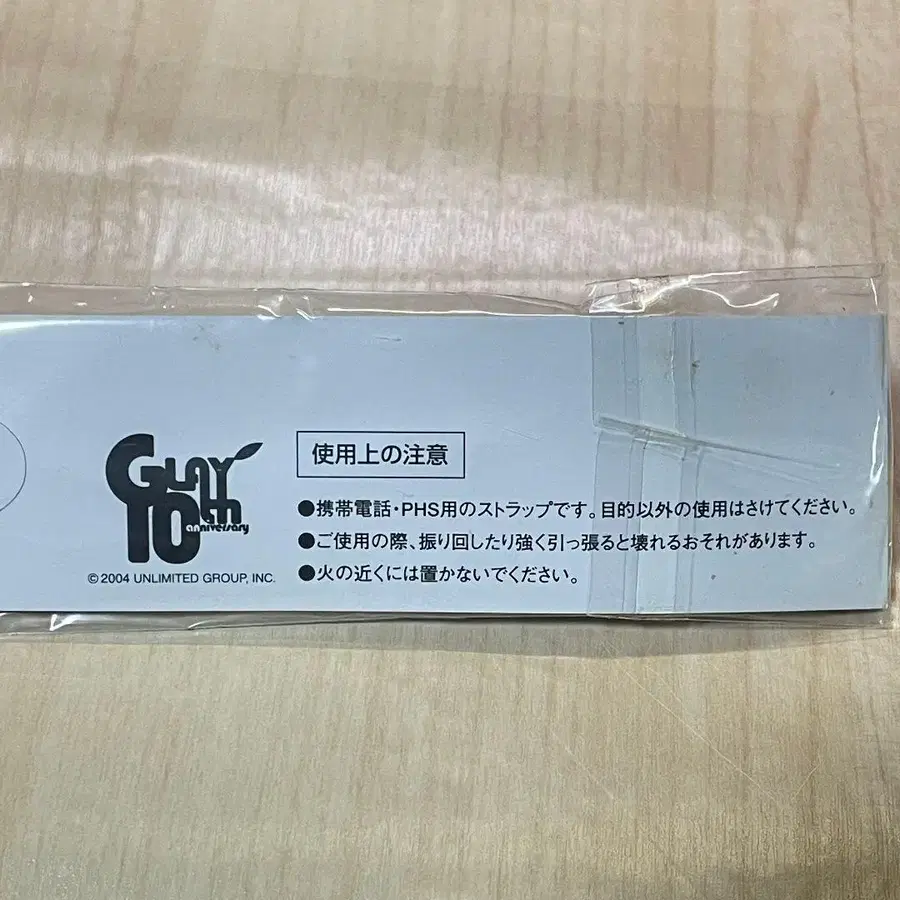 GLAY
10th
anniversary
©2004 UNLIMITED GROUP, INC.
使用上の注意
●携帯電話・PHS用のストラップです。目的以外の使用はさけてください。
●ご使用の際、振り回したり強く引っ張ると壊れるおそれがあります。
●火の近くには置かないでください。